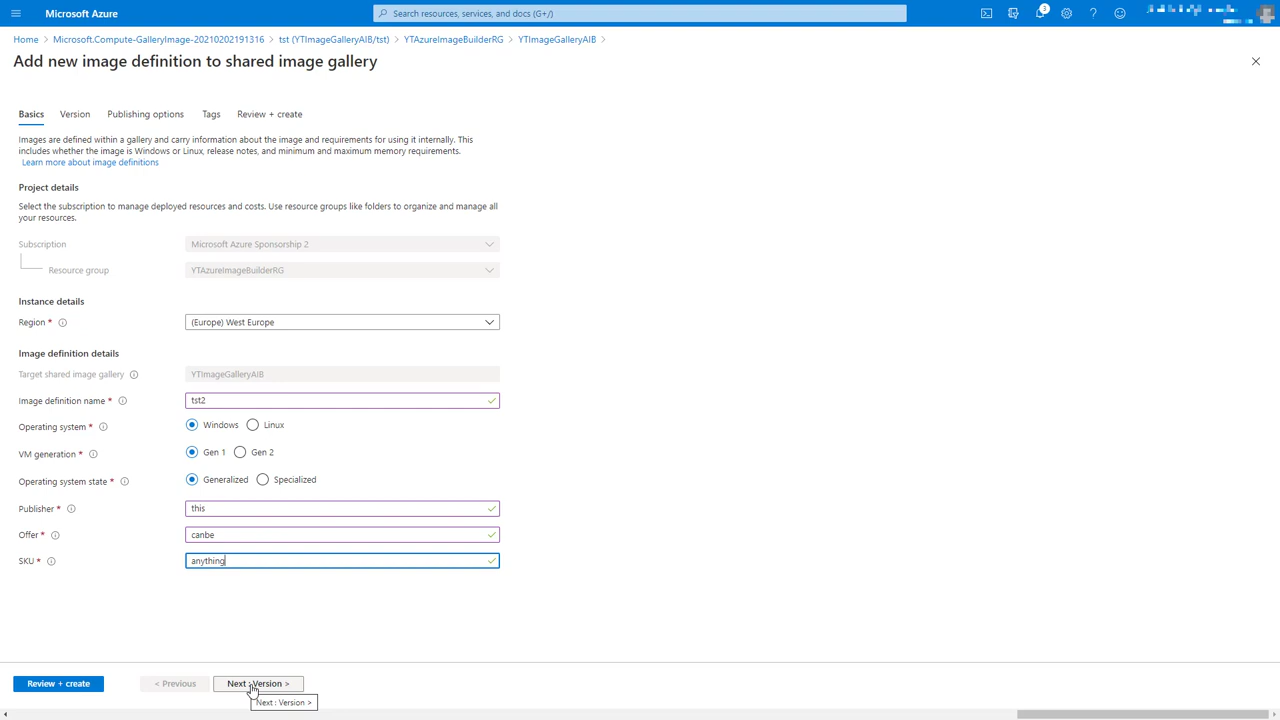 Microsoft Azure
Search resources, services, and docs (G+/)
3
Home > Microsoft.Compute-GalleryImage-20210202191316 > tst (YTImageGalleryAIB/tst) > YTAzureImageBuilderRG > YTImageGalleryAIB >
Add new image definition to shared image gallery
Basics Version Publishing options Tags Review + create
Images are defined within a gallery and carry information about the image and requirements for using it internally. This
includes whether the image is Windows or Linux, release notes, and minimum and maximum memory requirements.
Learn more about image definitions
Project details
Select the subscription to manage deployed resources and costs. Use resource groups like folders to organize and manage all
your resources.
Subscription Microsoft Azure Sponsorship 2
Resource group YTAzureImageBuilderRG
Instance details
Region * (Europe) West Europe
Image definition details
Target shared image gallery YTImageGalleryAIB
Image definition name * tst2
Operating system * Windows Linux
VM generation * Gen 1 Gen 2
Operating system state * Generalized Specialized
Publisher * this
Offer * canbe
SKU * anything
Review + create < Previous Next : Version >
Next : Version >